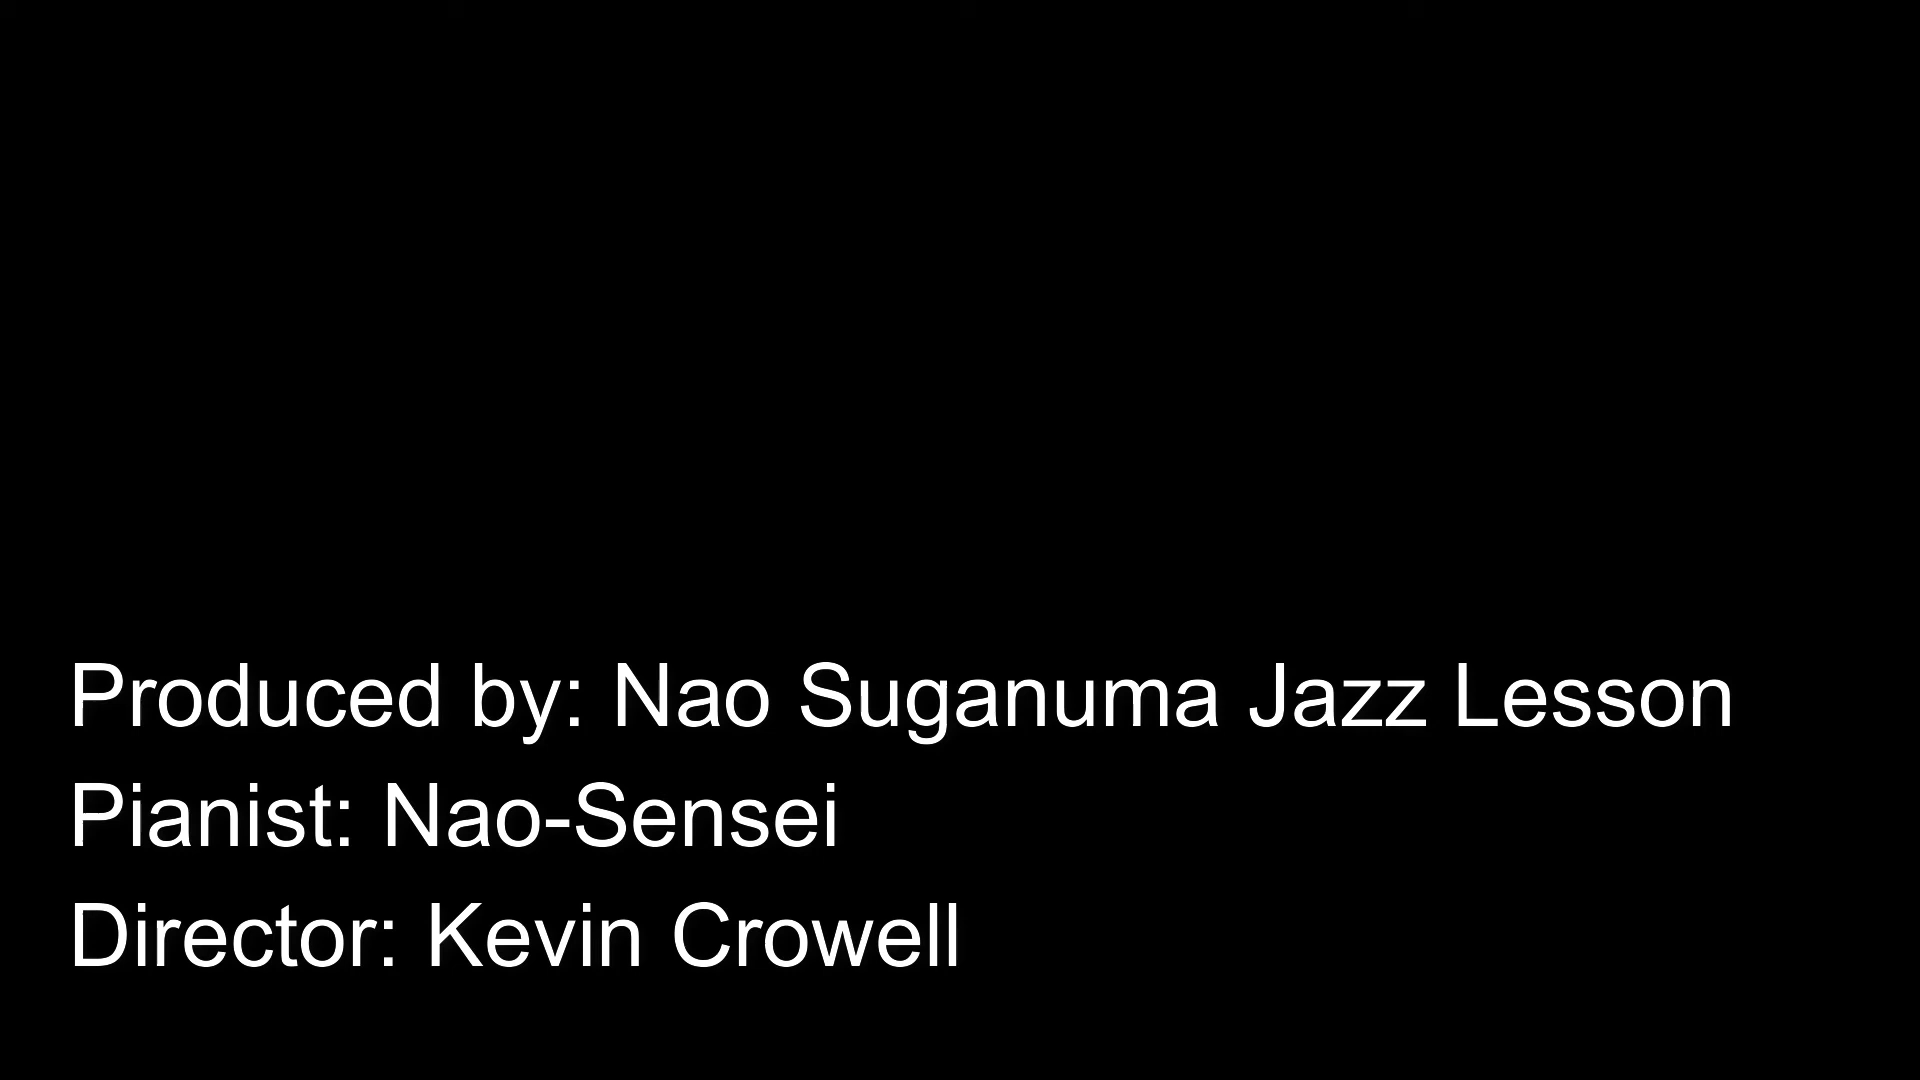 Produced by: Nao Suganuma Jazz Lesson
Pianist: Nao-Sensei
Director: Kevin Crowell